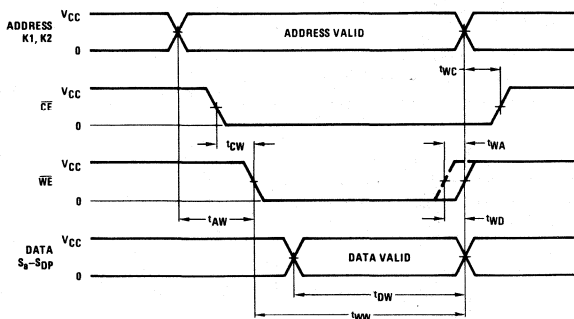 ADDRESS
K1, K2
VCC
0
ADDRESS VALID
tWC
CE
VCC
0
tCW
tWA
WE
VCC
0
tAW
tWD
DATA
Sa–SDP
VCC
0
DATA VALID
tDW
tWW